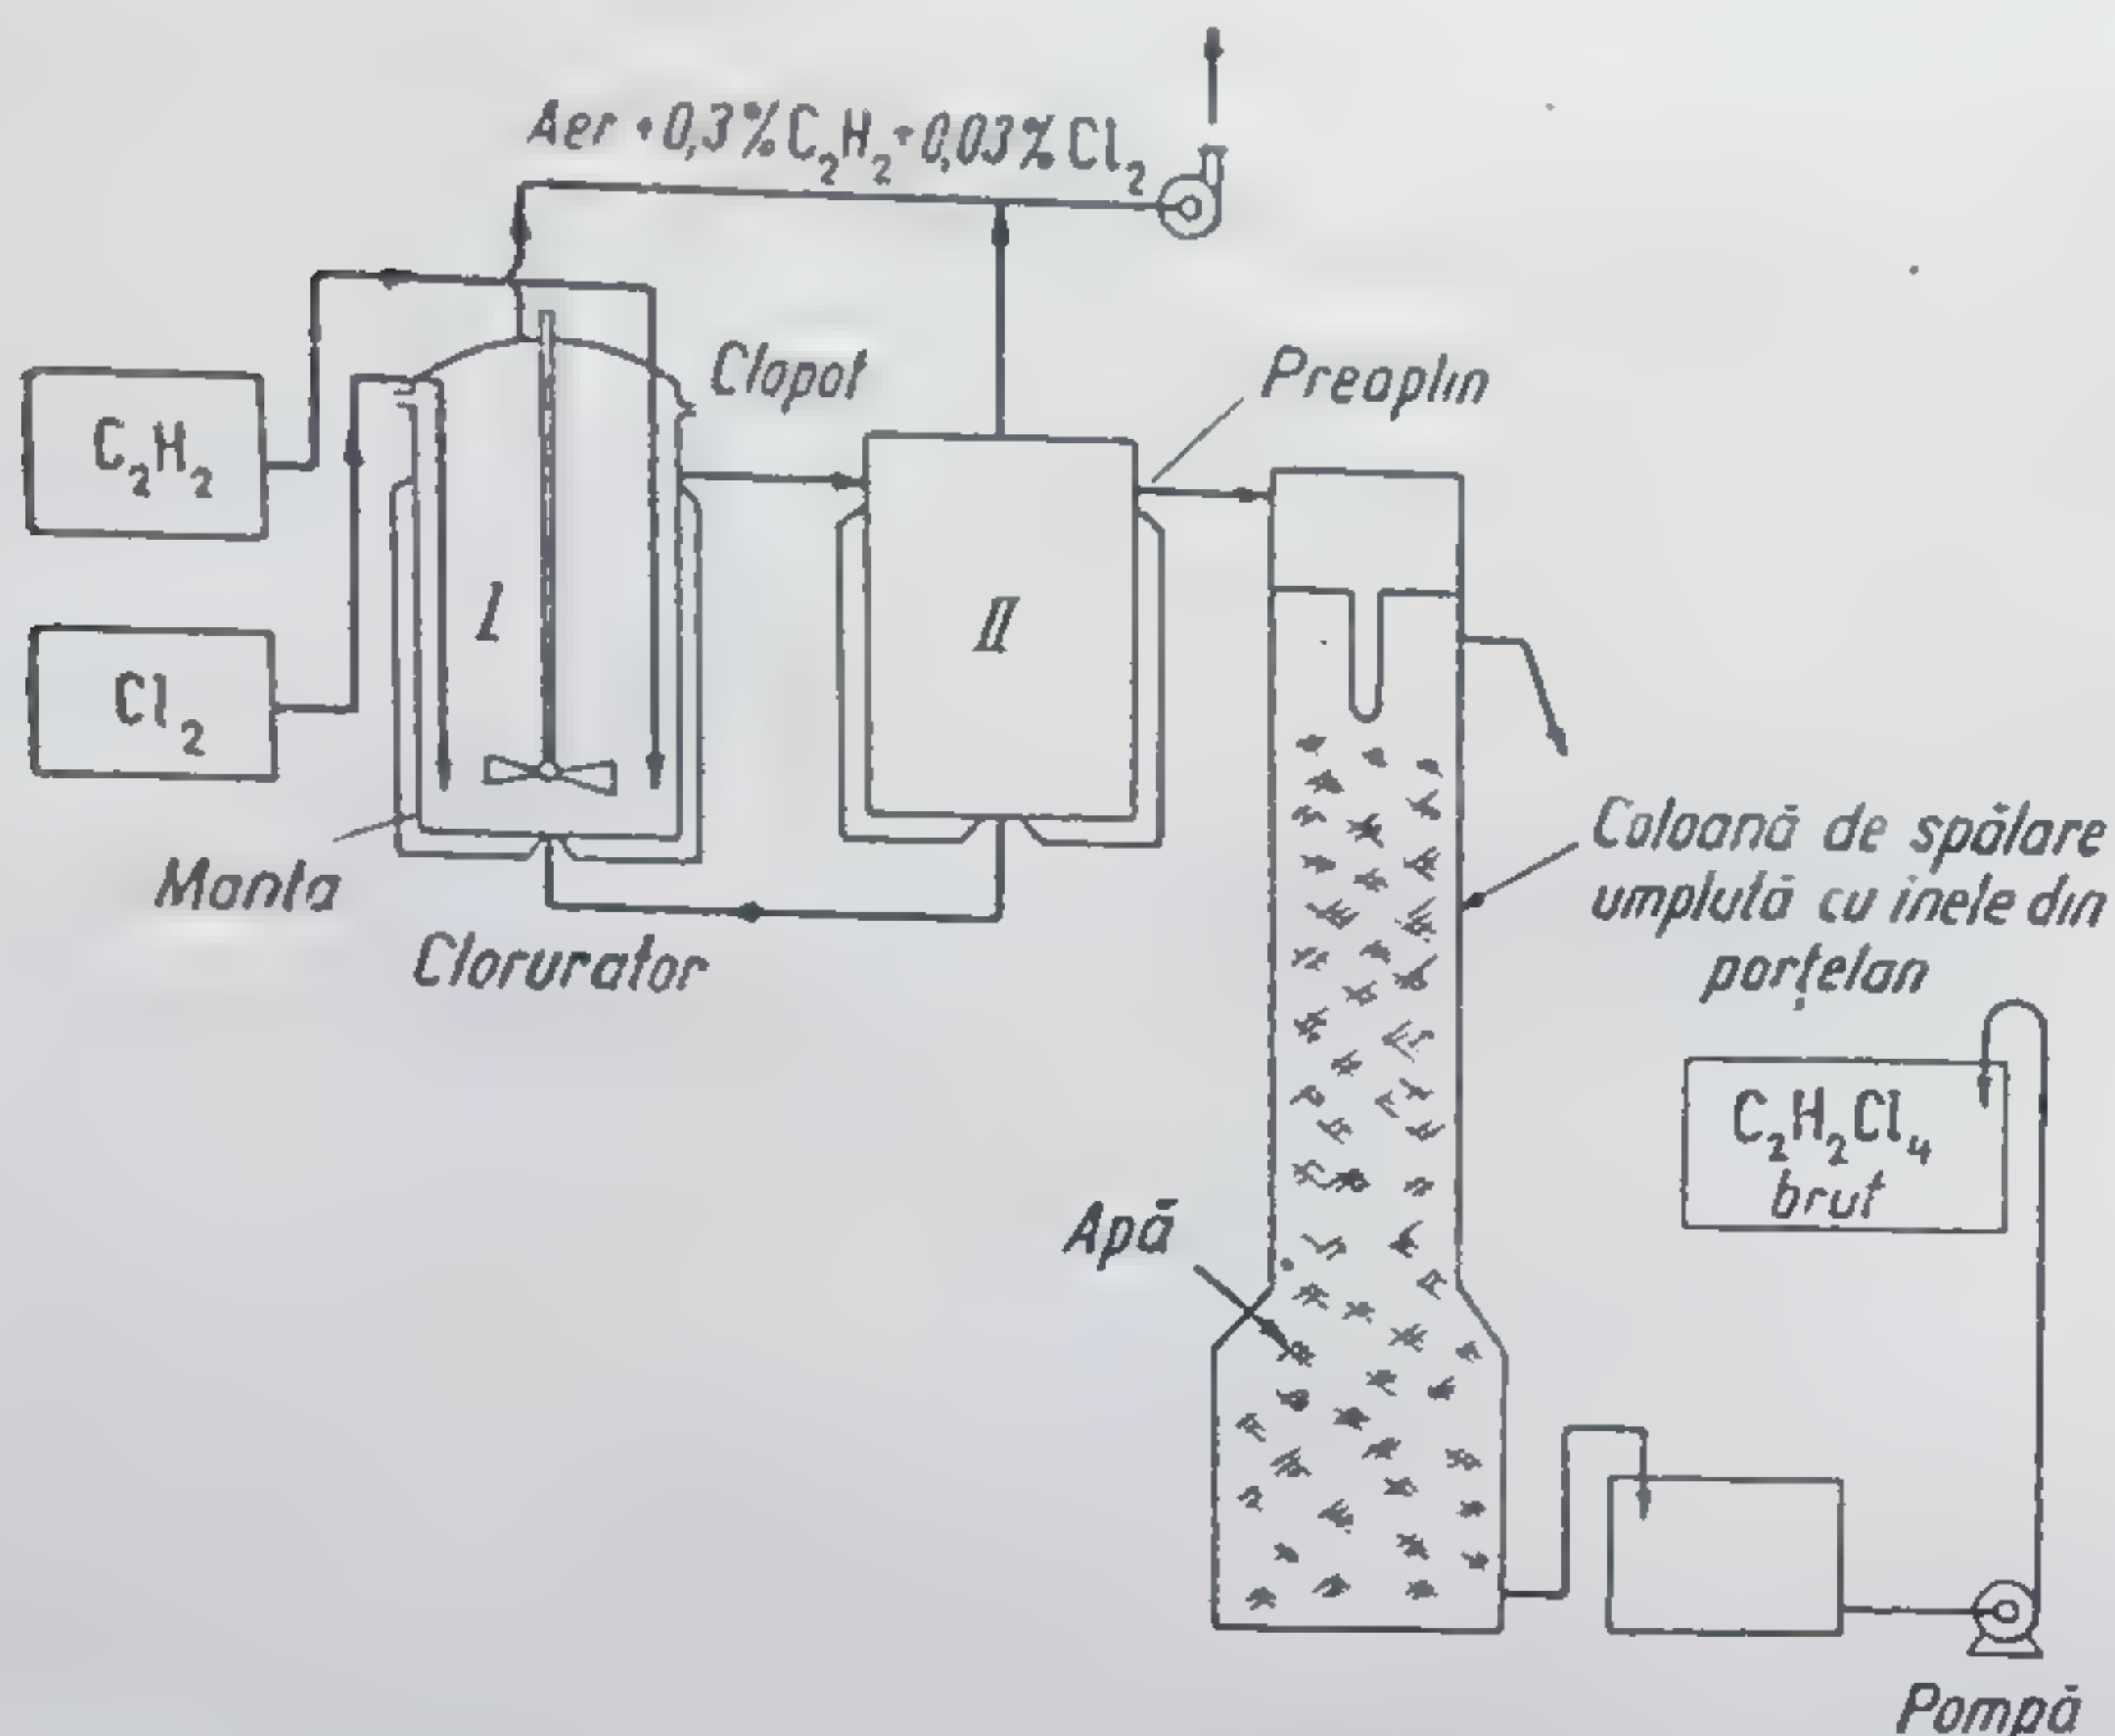 Aer + 0,3% C₂H₂ + 0,03% Cl₂
Clopot
Preaplin
C₂H₂
I
II
Cl₂
Manta
Clorurator
Coloană de spălare
umplută cu inele din
porțelan
C₂H₂Cl₄
brut
Apă
Pompă